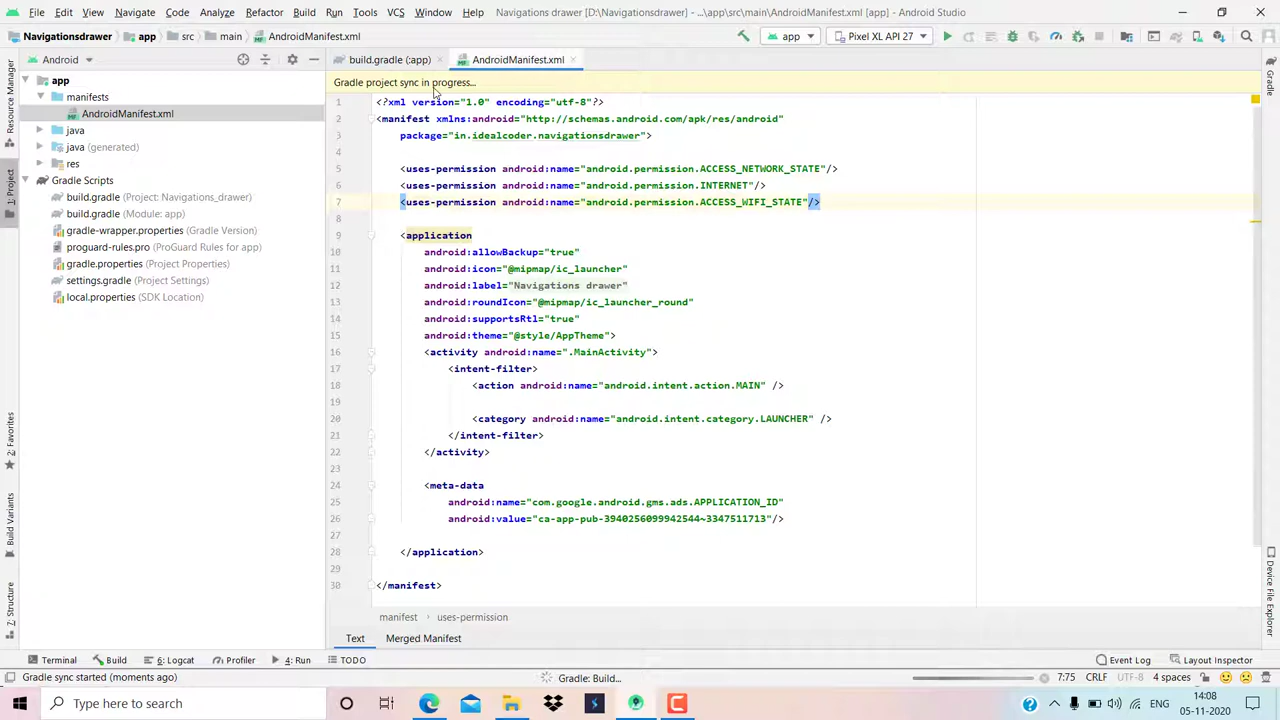 File Edit View Navigate Code Analyze Refactor Build Run Tools VCS Window Help Navigations drawer [D:\Navigationsdrawer] - ...\app\src\main\AndroidManifest.xml [app] - Android Studio
Navigationsdrawer app src main AndroidManifest.xml app Pixel XL API 27
Android build.gradle (:app) AndroidManifest.xml
Gradle project sync in progress...
app
manifests
AndroidManifest.xml
java
java (generated)
res
Gradle Scripts
build.gradle (Project: Navigations_drawer)
build.gradle (Module: app)
gradle-wrapper.properties (Gradle Version)
proguard-rules.pro (ProGuard Rules for app)
gradle.properties (Project Properties)
settings.gradle (Project Settings)
local.properties (SDK Location)
Resource Manager
1: Project
2: Favorites
Build Variants
7: Structure
1 <?xml version="1.0" encoding="utf-8"?>
2 <manifest xmlns:android="http://schemas.android.com/apk/res/android"
3 package="in.idealcoder.navigationsdrawer">
4
5 <uses-permission android:name="android.permission.ACCESS_NETWORK_STATE"/>
6 <uses-permission android:name="android.permission.INTERNET"/>
7 <uses-permission android:name="android.permission.ACCESS_WIFI_STATE"/>
8
9 <application
10 android:allowBackup="true"
11 android:icon="@mipmap/ic_launcher"
12 android:label="Navigations drawer"
13 android:roundIcon="@mipmap/ic_launcher_round"
14 android:supportsRtl="true"
15 android:theme="@style/AppTheme">
16 <activity android:name=".MainActivity">
17 <intent-filter>
18 <action android:name="android.intent.action.MAIN" />
19
20 <category android:name="android.intent.category.LAUNCHER" />
21 </intent-filter>
22 </activity>
23
24 <meta-data
25 android:name="com.google.android.gms.ads.APPLICATION_ID"
26 android:value="ca-app-pub-3940256099942544~3347511713"/>
27
28 </application>
29
30 </manifest>
Gradle
Device File Explorer
manifest › uses-permission
Text Merged Manifest
Terminal Build 6: Logcat Profiler 4: Run TODO Event Log Layout Inspector
Gradle sync started (moments ago) Gradle: Build... 7:75 CRLF UTF-8 4 spaces
Type here to search ENG 14:08
05-11-2020